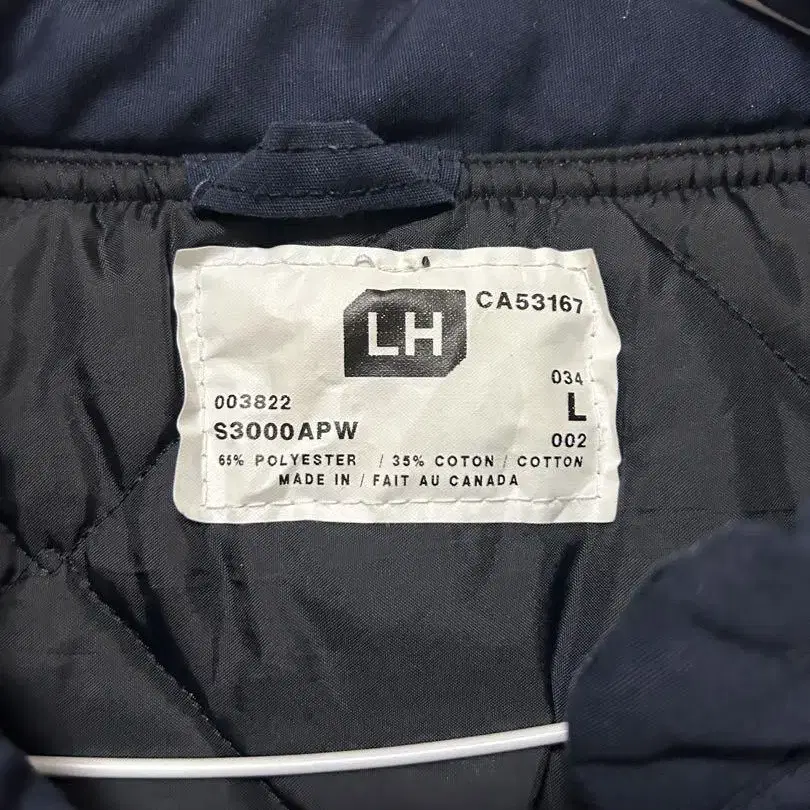 LH
CA53167
034
003822
L
S3000APW
002
65% POLYESTER / 35% COTON / COTTON
MADE IN / FAIT AU CANADA